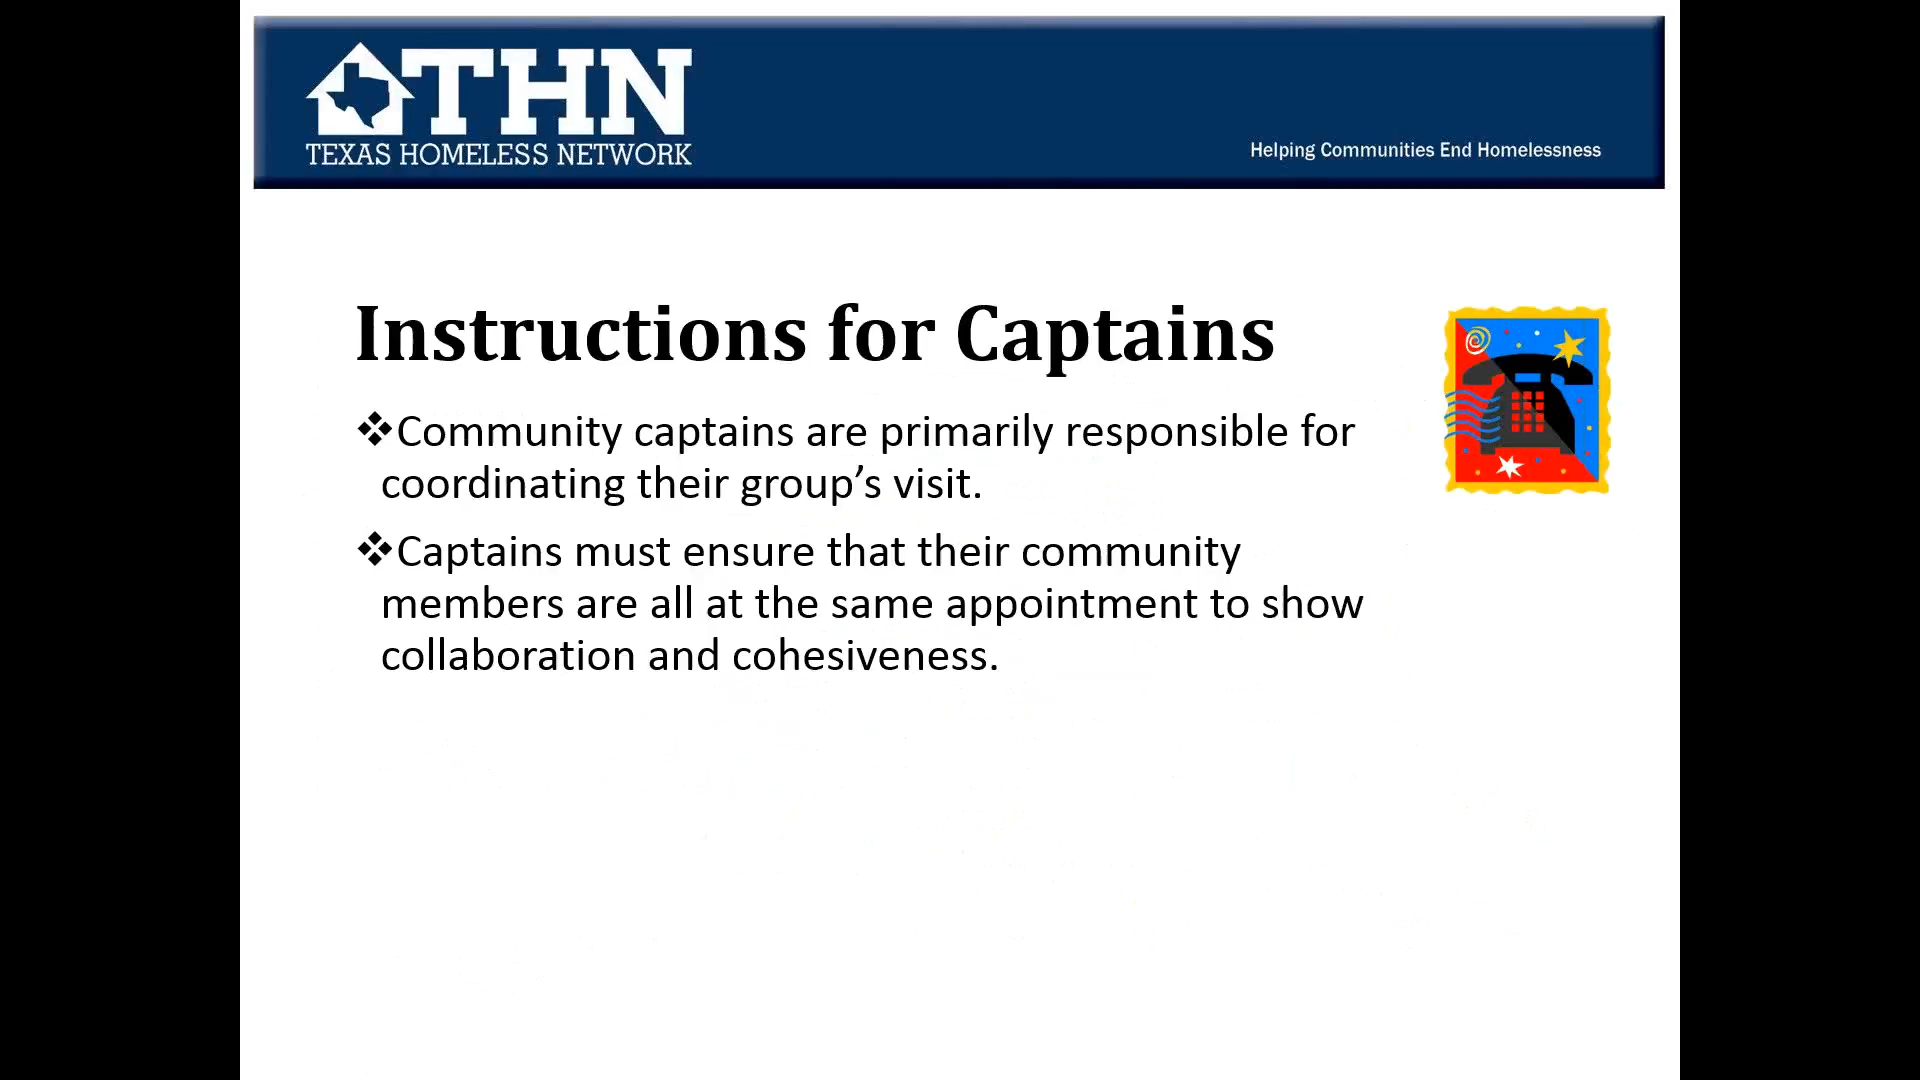 THN
TEXAS HOMELESS NETWORK
Helping Communities End Homelessness
Instructions for Captains
❖Community captains are primarily responsible for
coordinating their group’s visit.
❖Captains must ensure that their community
members are all at the same appointment to show
collaboration and cohesiveness.